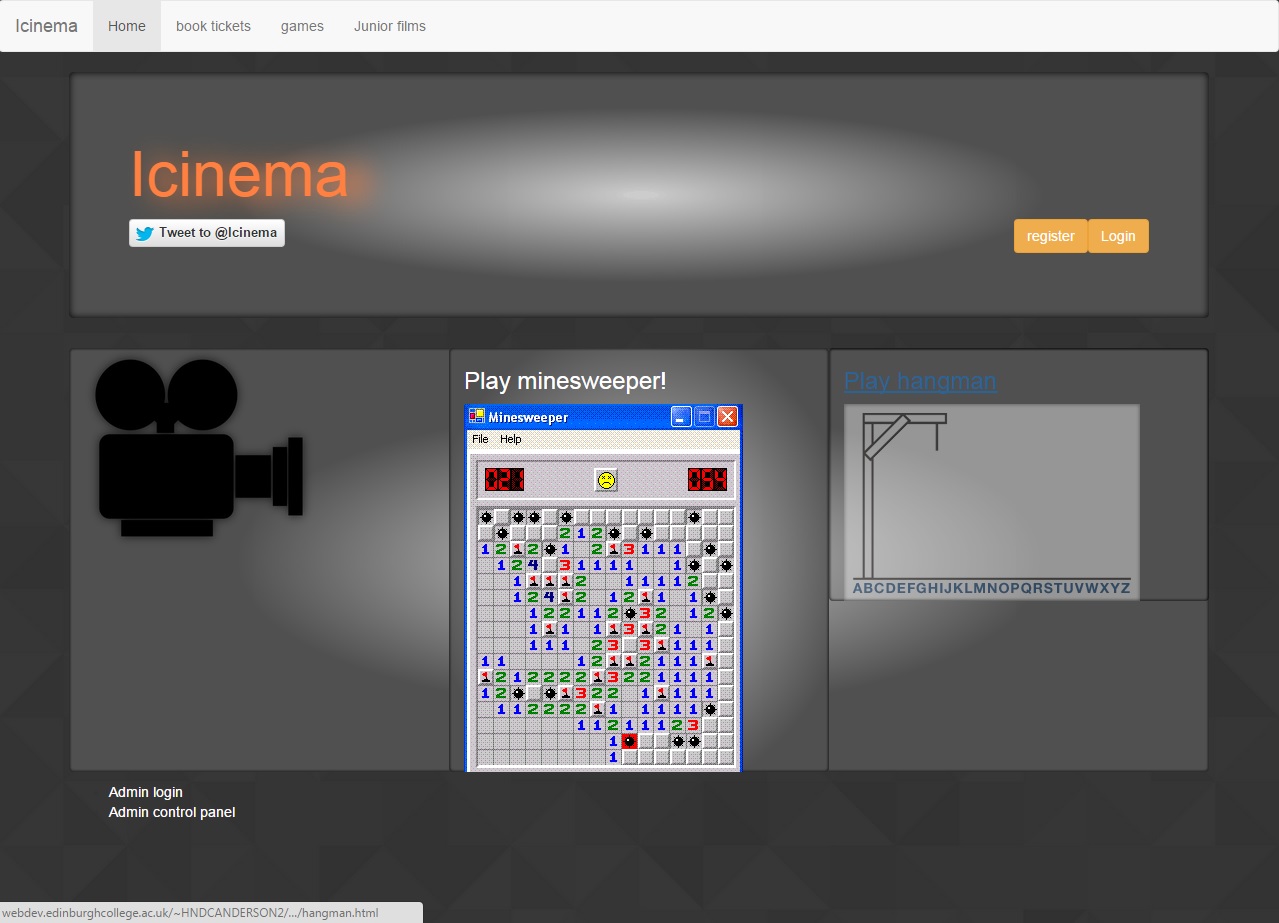 Icinema Home book tickets games Junior films
Icinema
Tweet to @Icinema
register Login
Play minesweeper!
Minesweeper
File Help
021 054
Play hangman
ABCDEFGHIJKLMNOPQRSTUVWXYZ
Admin login
Admin control panel
webdev.edinburghcollege.ac.uk/~HNDCANDERSON2/.../hangman.html